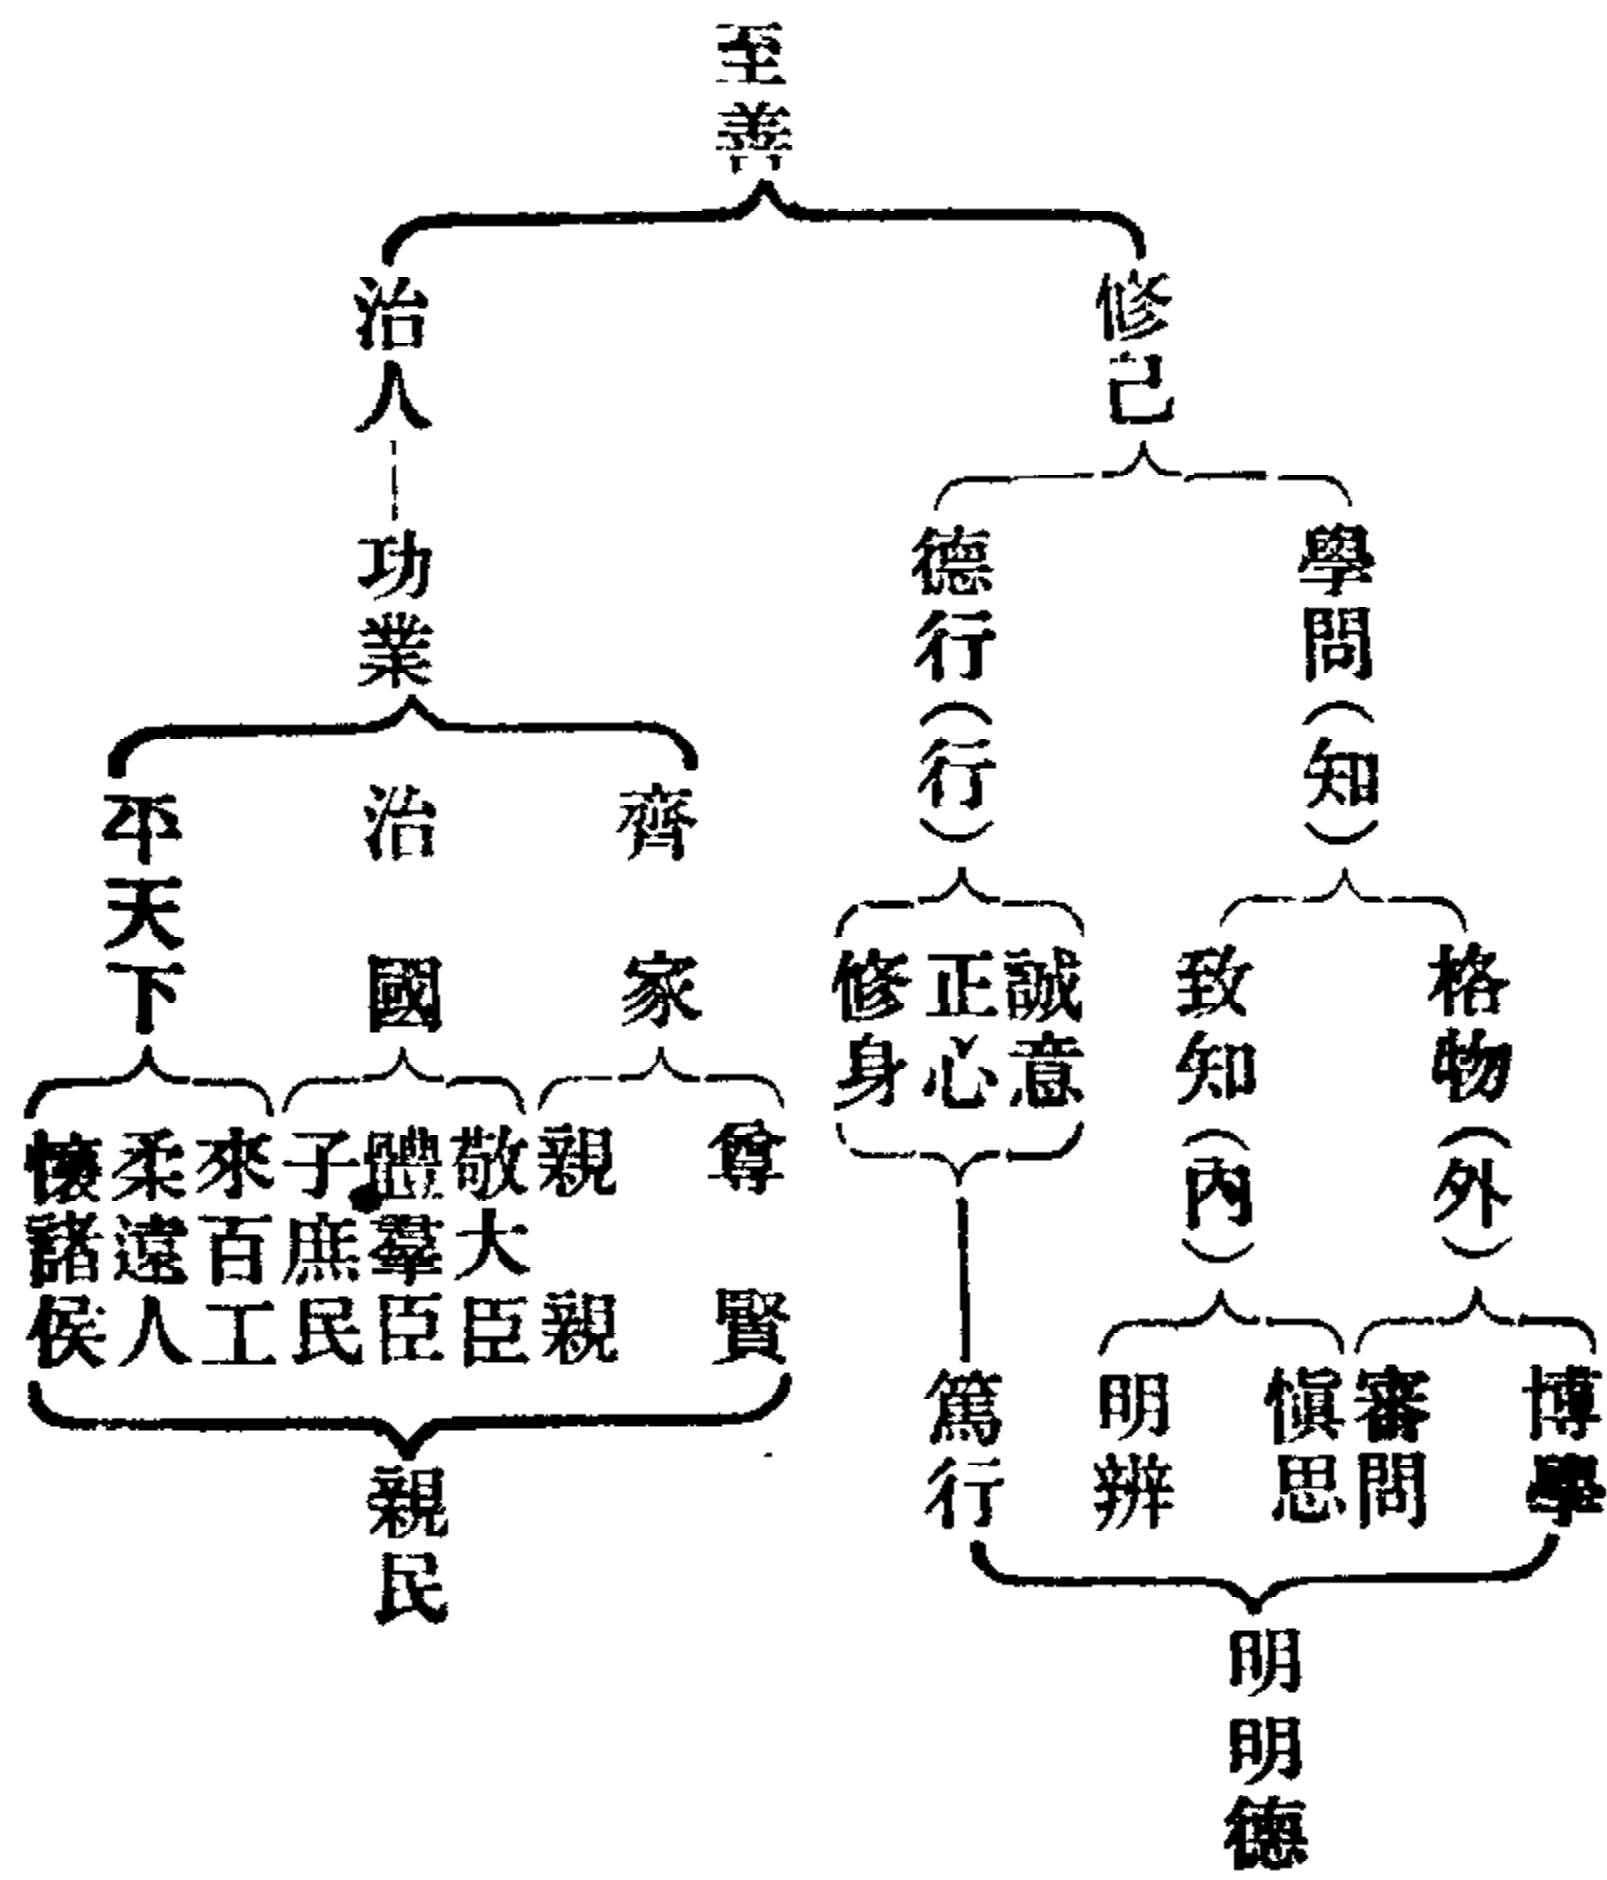 至善
修己
治人
功業
學問（知）
德行（行）
齊家
治國
平天下
格物（外）
致知（內）
誠意
正心
修身
尊賢
親親
敬大臣
體羣臣
子庶民
來百工
柔遠人
懷諸侯
博學
審問
慎思
明辨
篤行
親民
明明德